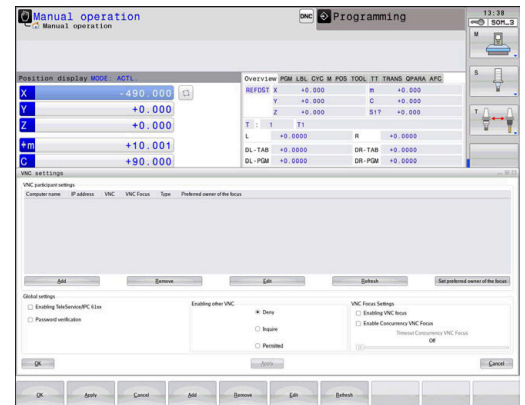 Manual operation
Manual operation
DNC
Programming
13:38
SOM_3
Position display MODE: ACTL.
X -490.000
Y +0.000
Z +0.000
+m +10.001
C +90.000
Overview PGM LBL CYC M POS TOOL TT TRANS QPARA AFC
REFDST X +0.000 m +0.000
Y +0.000 C +0.000
Z +0.000 S1? +0.000
T : 1 T1
L +0.0000 R +0.0000
DL-TAB +0.0000 DR-TAB +0.0000
DL-PGM +0.0000 DR-PGM +0.0000
M
S
T
VNC settings
VNC participant settings
Computer name IP address VNC VNC Focus Type Preferred owner of the focus
Add Remove Edit Refresh Set preferred owner of the focus
Global settings
Enabling TeleService/IPC 61xx
Password verification
Enabling other VNC
Deny
Inquire
Permitted
VNC Focus Settings
Enabling VNC focus
Enable Concurrency VNC Focus
Timeout Concurrency VNC Focus
Off
OK Apply Cancel
OK Apply Cancel Add Remove Edit Refresh